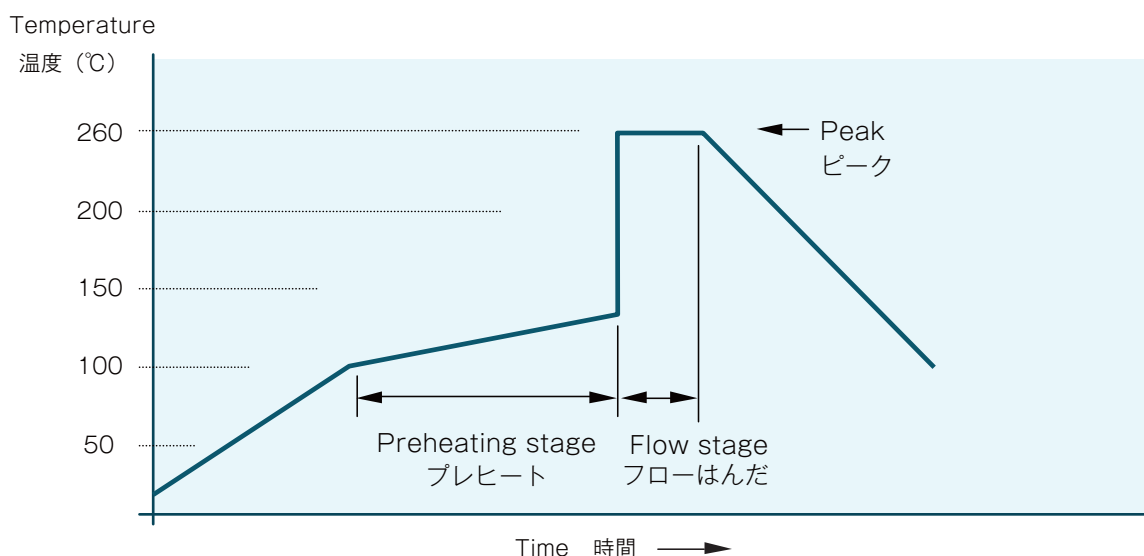 Temperature
温度（℃）
260
Peak
ピーク
200
150
100
50
Preheating stage
プレヒート
Flow stage
フローはんだ
Time 時間